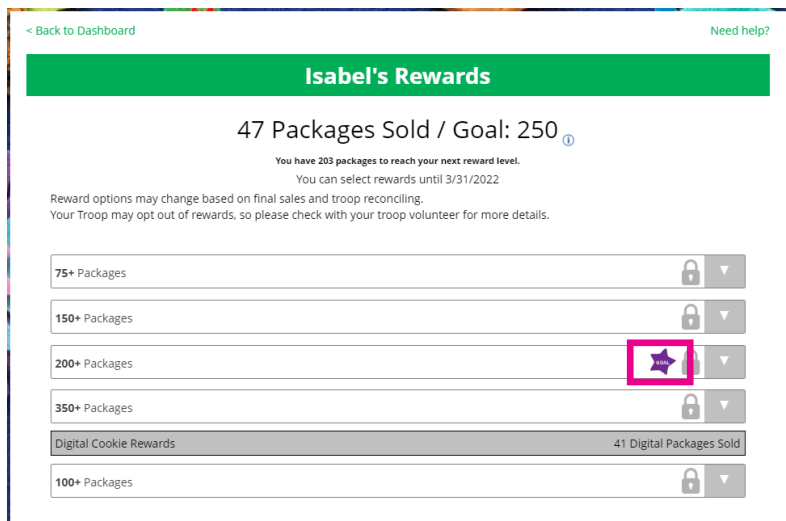 < Back to Dashboard
Need help?
Isabel's Rewards
47 Packages Sold / Goal: 250
You have 203 packages to reach your next reward level.
You can select rewards until 3/31/2022
Reward options may change based on final sales and troop reconciling.
Your Troop may opt out of rewards, so please check with your troop volunteer for more details.
75+ Packages
150+ Packages
200+ Packages GOAL
350+ Packages
Digital Cookie Rewards 41 Digital Packages Sold
100+ Packages